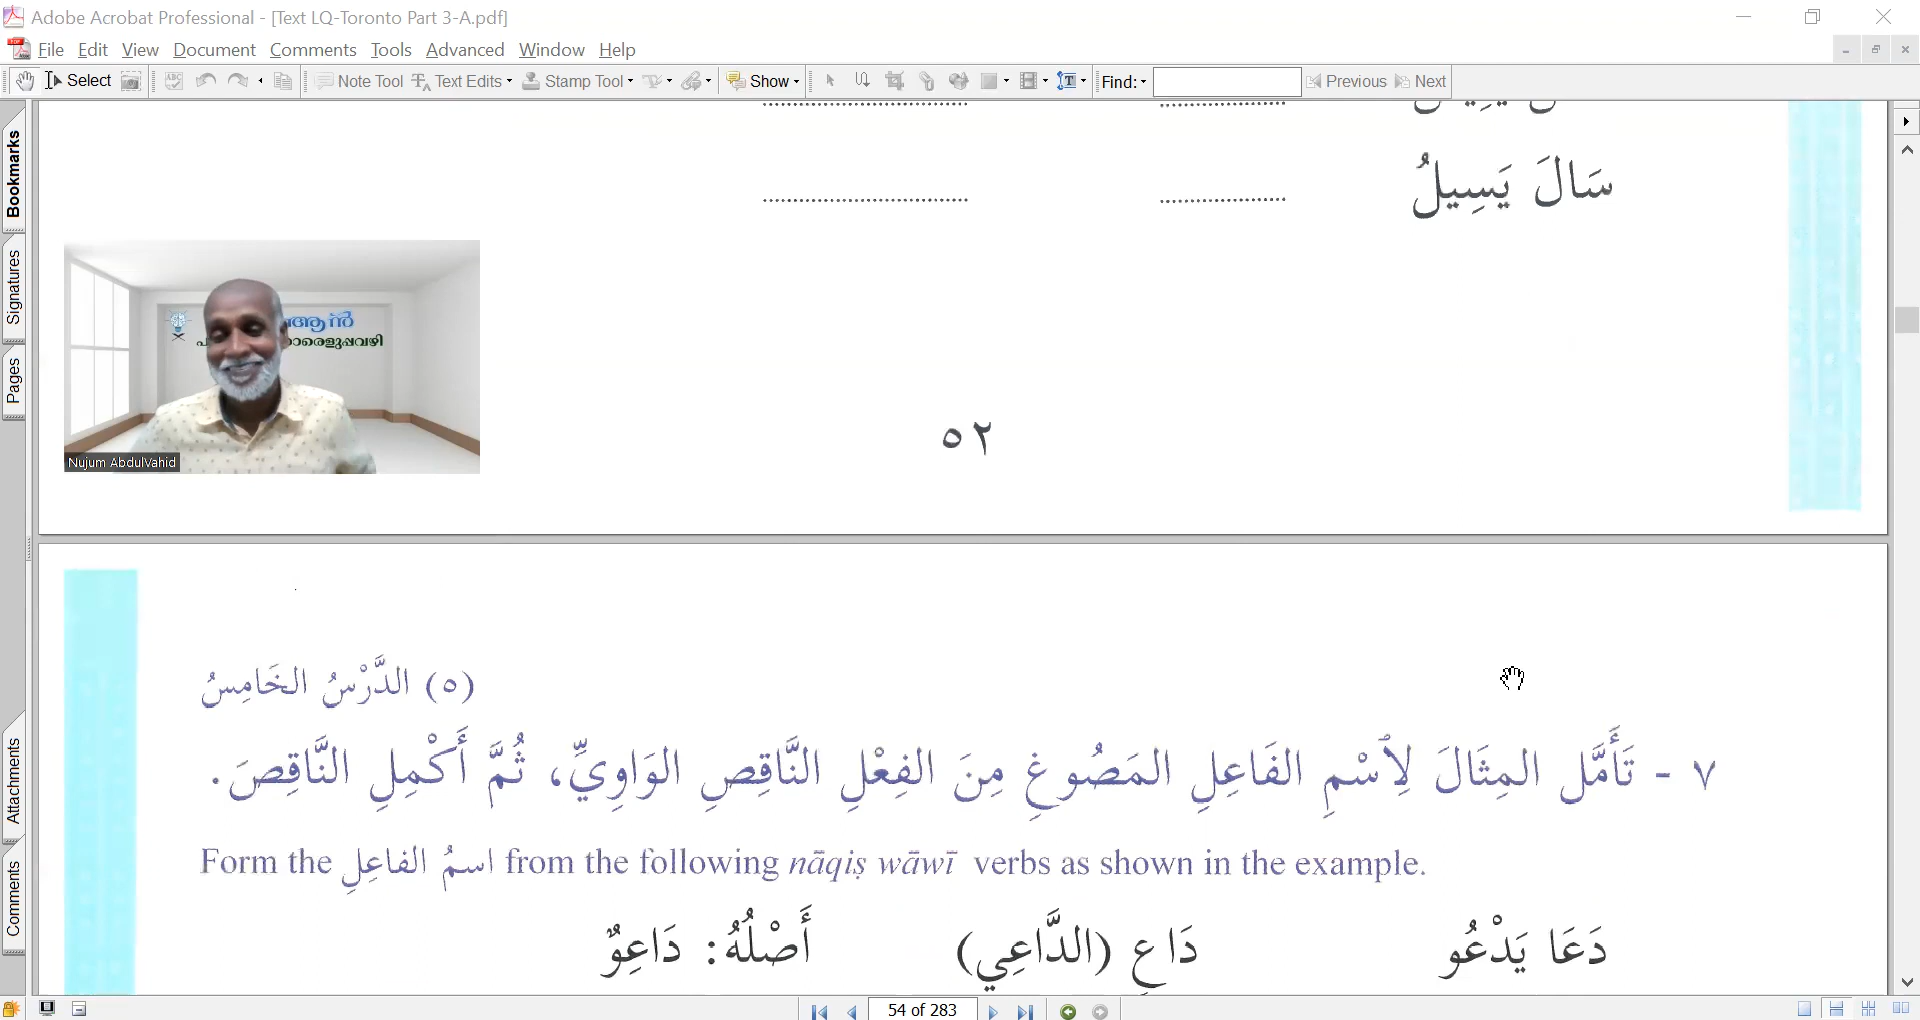 Adobe Acrobat Professional - [Text LQ-Toronto Part 3-A.pdf]
File Edit View Document Comments Tools Advanced Window Help
Select Note Tool Text Edits Stamp Tool Show Find: Previous Next
Bookmarks
Signatures
Pages
Attachments
Comments
سَالَ يَسِيلُ ........................ ........................
ആൻ
ാരെളുപ്പവഴി
Nujum AbdulVahid
٥٢
(٥) الدَّرْسُ الخَامِسُ
٧ - تَأَمَّلِ المِثَالَ لِاسْمِ الفَاعِلِ المَصُوغِ مِنَ الفِعْلِ النَّاقِصِ الوَاوِيِّ، ثُمَّ أَكْمِلِ النَّاقِصَ.
Form the اسمُ الفاعِلِ from the following nāqiṣ wāwī verbs as shown in the example.
دَعَا يَدْعُو دَاعٍ (الدَّاعِي) أَصْلُهُ: دَاعِوٌ
54 of 283